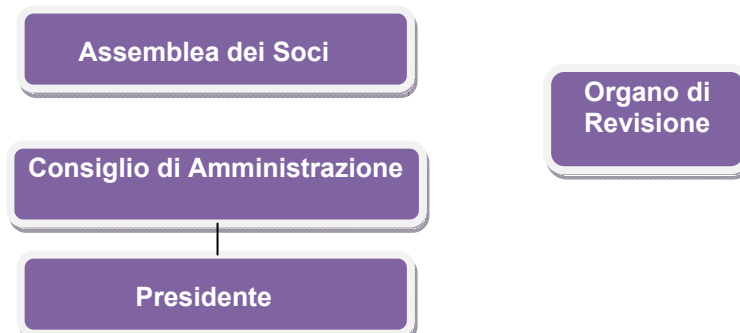 Assemblea dei Soci
Organo di
Revisione
Consiglio di Amministrazione
Presidente